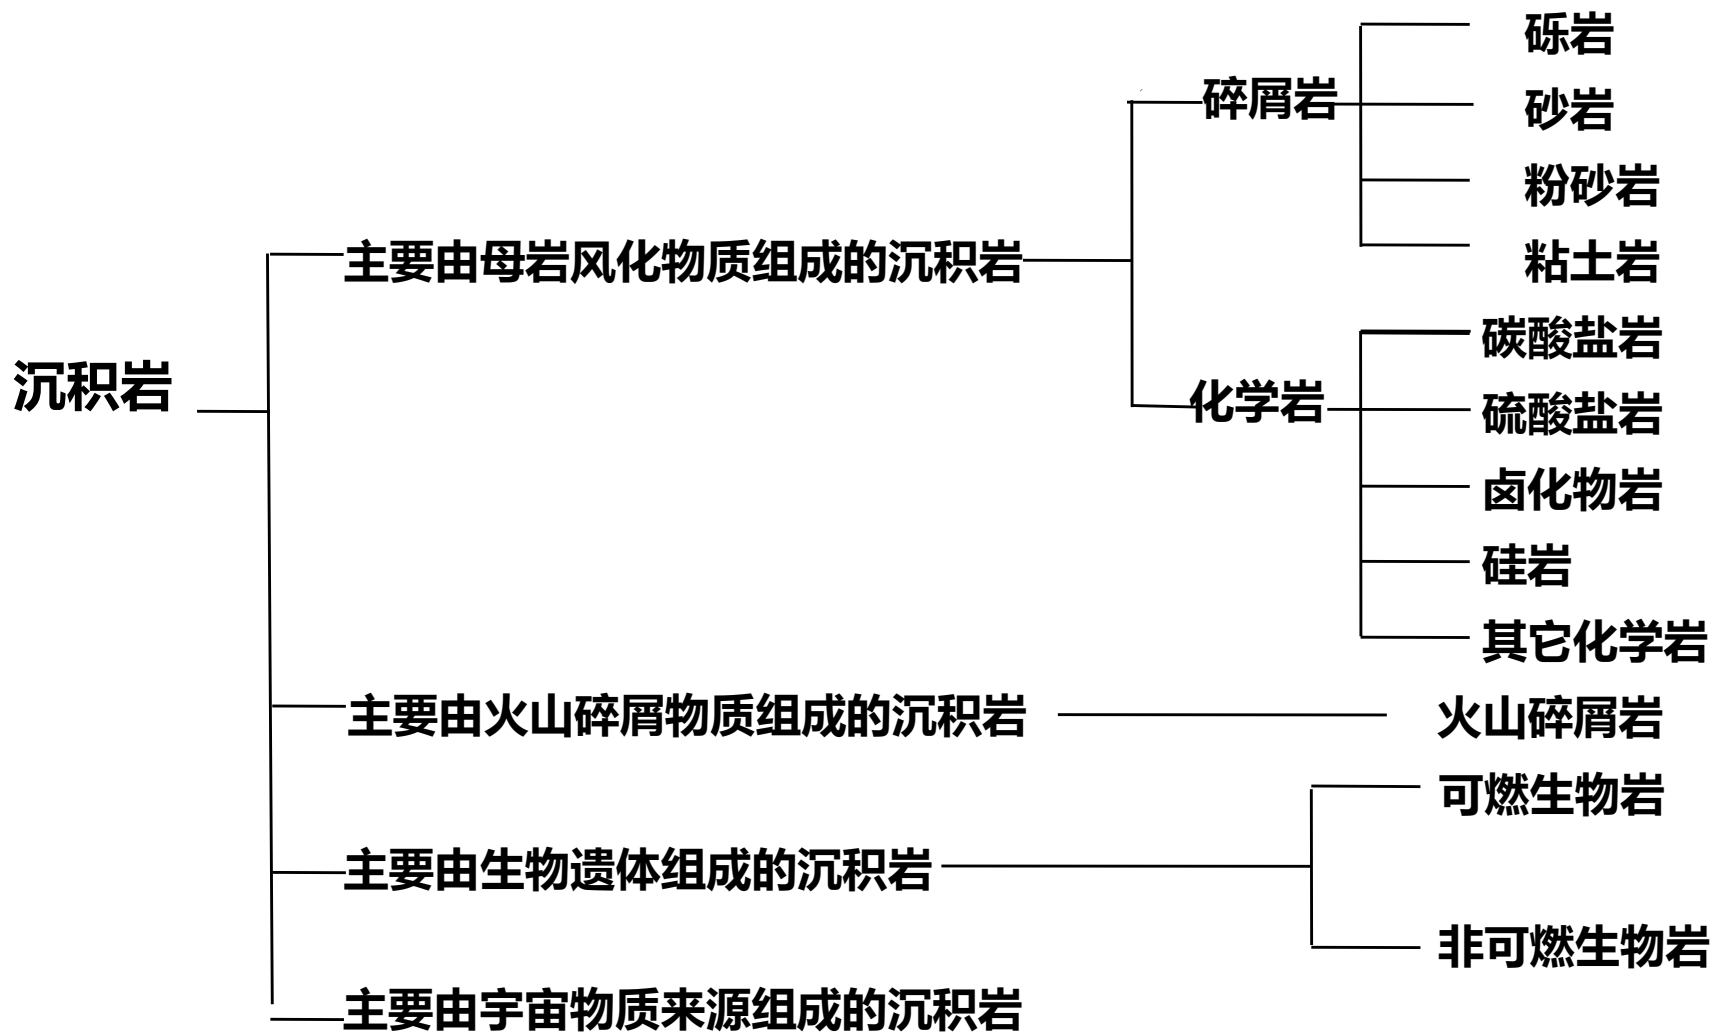 沉积岩
主要由母岩风化物质组成的沉积岩
碎屑岩
砾岩
砂岩
粉砂岩
粘土岩
化学岩
碳酸盐岩
硫酸盐岩
卤化物岩
硅岩
其它化学岩
主要由火山碎屑物质组成的沉积岩
火山碎屑岩
主要由生物遗体组成的沉积岩
可燃生物岩
非可燃生物岩
主要由宇宙物质来源组成的沉积岩